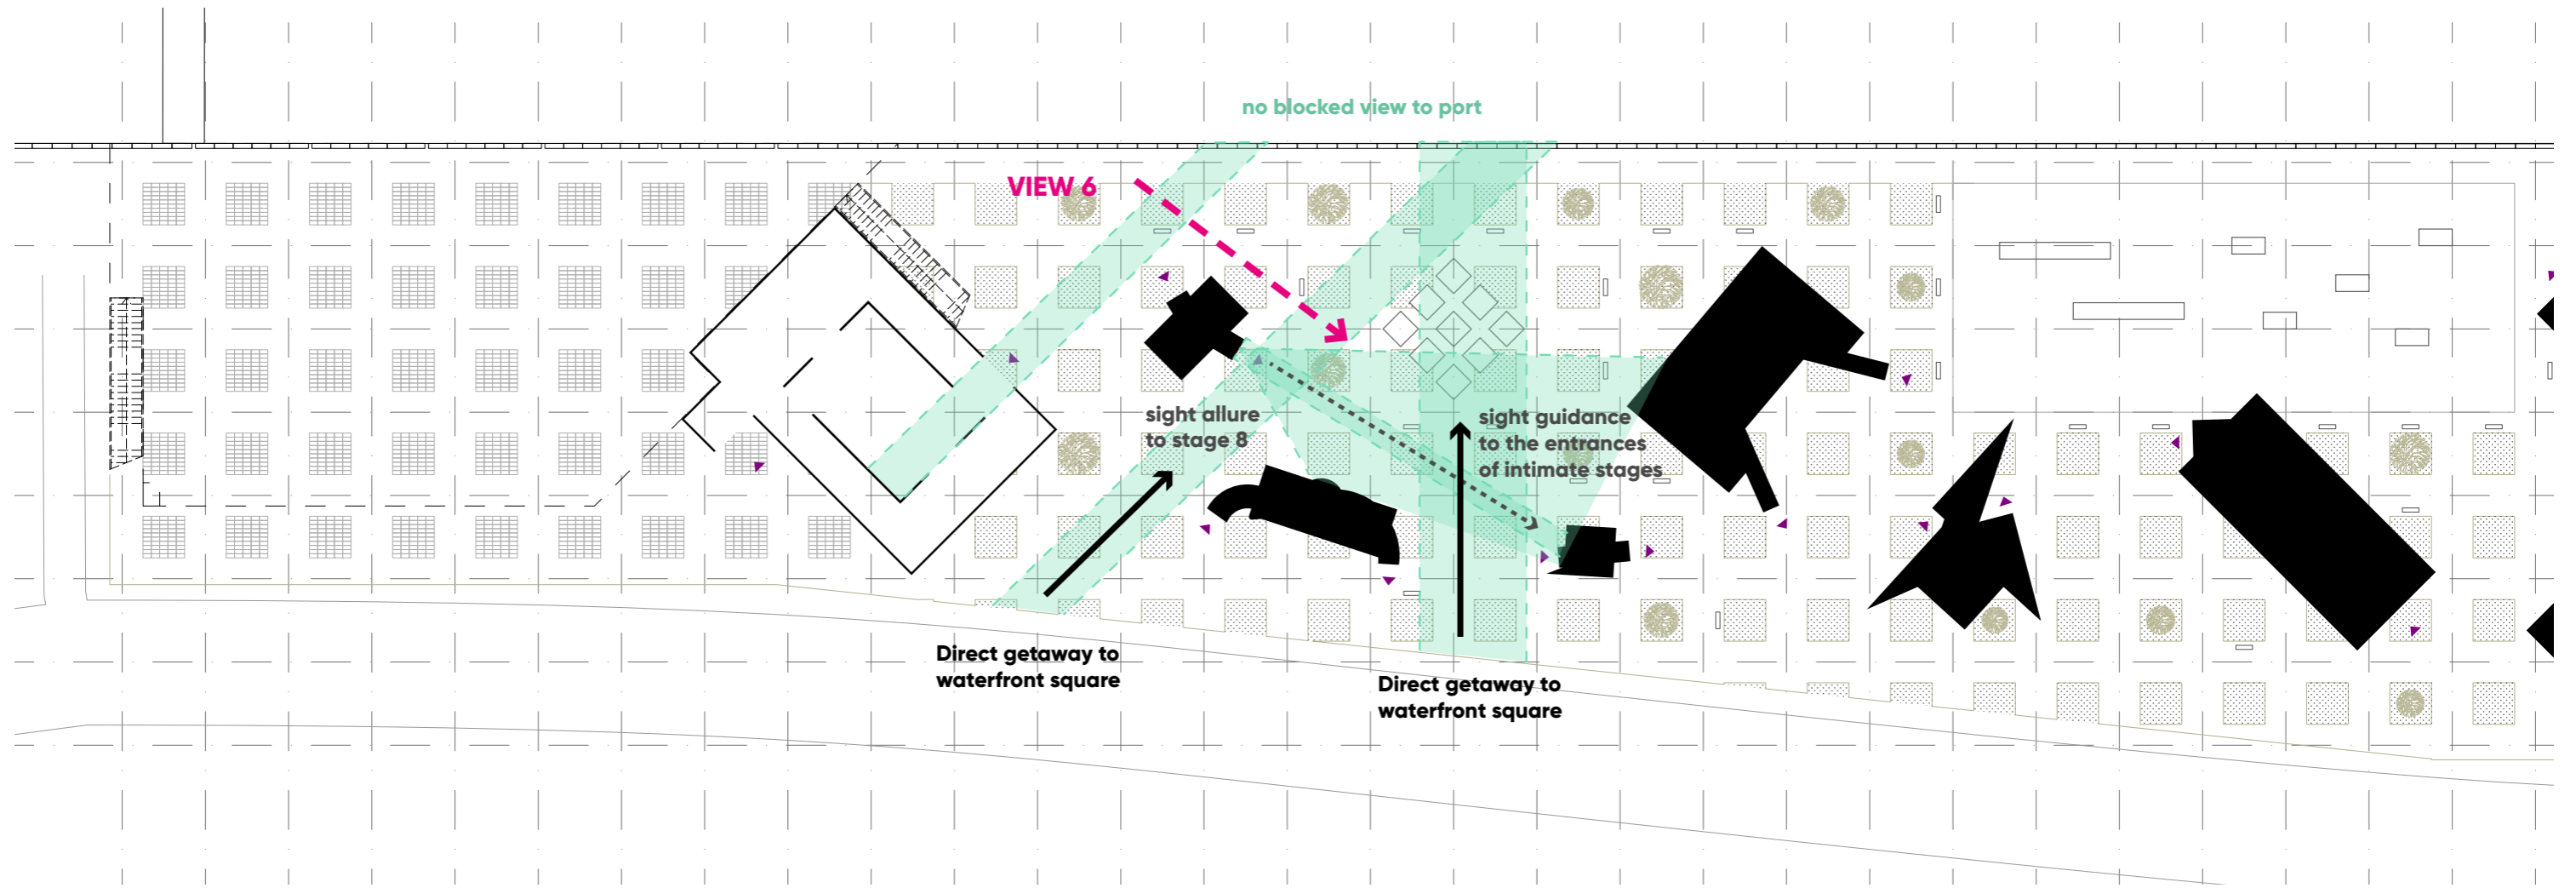 no blocked view to port
VIEW 6
sight allure
to stage 8
sight guidance
to the entrances
of intimate stages
Direct getaway to
waterfront square
Direct getaway to
waterfront square